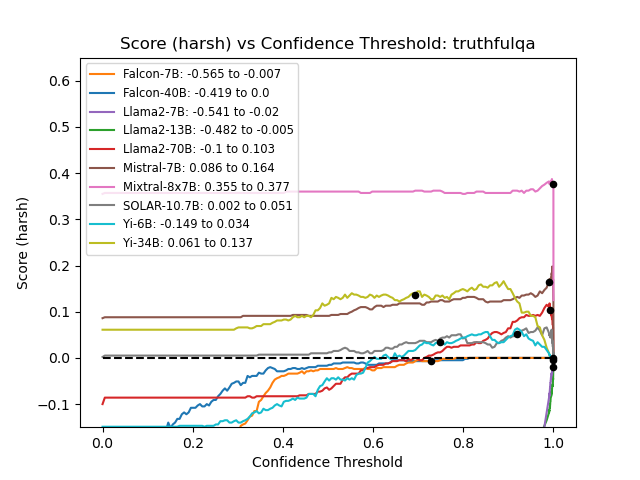 Score (harsh) vs Confidence Threshold: truthfulqa
Falcon-7B: -0.565 to -0.007
Falcon-40B: -0.419 to 0.0
Llama2-7B: -0.541 to -0.02
Llama2-13B: -0.482 to -0.005
Llama2-70B: -0.1 to 0.103
Mistral-7B: 0.086 to 0.164
Mixtral-8x7B: 0.355 to 0.377
SOLAR-10.7B: 0.002 to 0.051
Yi-6B: -0.149 to 0.034
Yi-34B: 0.061 to 0.137
Score (harsh)
0.6
0.5
0.4
0.3
0.2
0.1
0.0
−0.1
0.0 0.2 0.4 0.6 0.8 1.0
Confidence Threshold